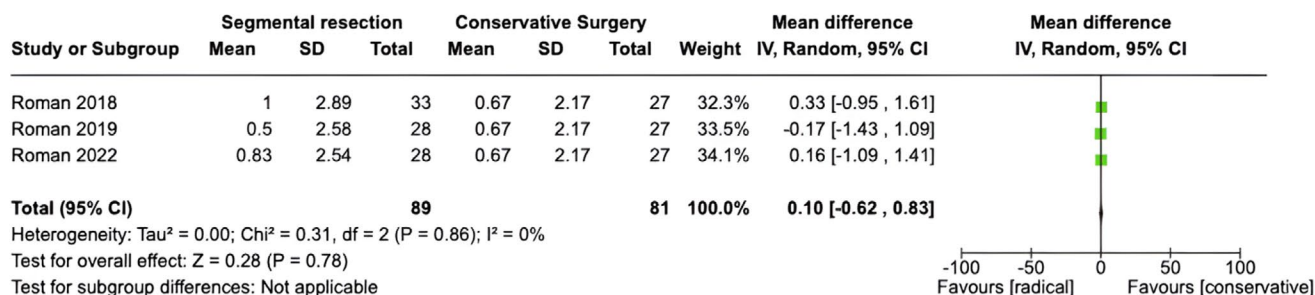 Segmental resection Conservative Surgery Mean difference Mean difference
Study or Subgroup Mean SD Total Mean SD Total Weight IV, Random, 95% CI IV, Random, 95% CI
Roman 2018 1 2.89 33 0.67 2.17 27 32.3% 0.33 [-0.95 , 1.61]
Roman 2019 0.5 2.58 28 0.67 2.17 27 33.5% -0.17 [-1.43 , 1.09]
Roman 2022 0.83 2.54 28 0.67 2.17 27 34.1% 0.16 [-1.09 , 1.41]
Total (95% CI) 89 81 100.0% 0.10 [-0.62 , 0.83]
Heterogeneity: Tau² = 0.00; Chi² = 0.31, df = 2 (P = 0.86); I² = 0%
Test for overall effect: Z = 0.28 (P = 0.78)
-100 -50 0 50 100
Test for subgroup differences: Not applicable Favours [radical] Favours [conservative]